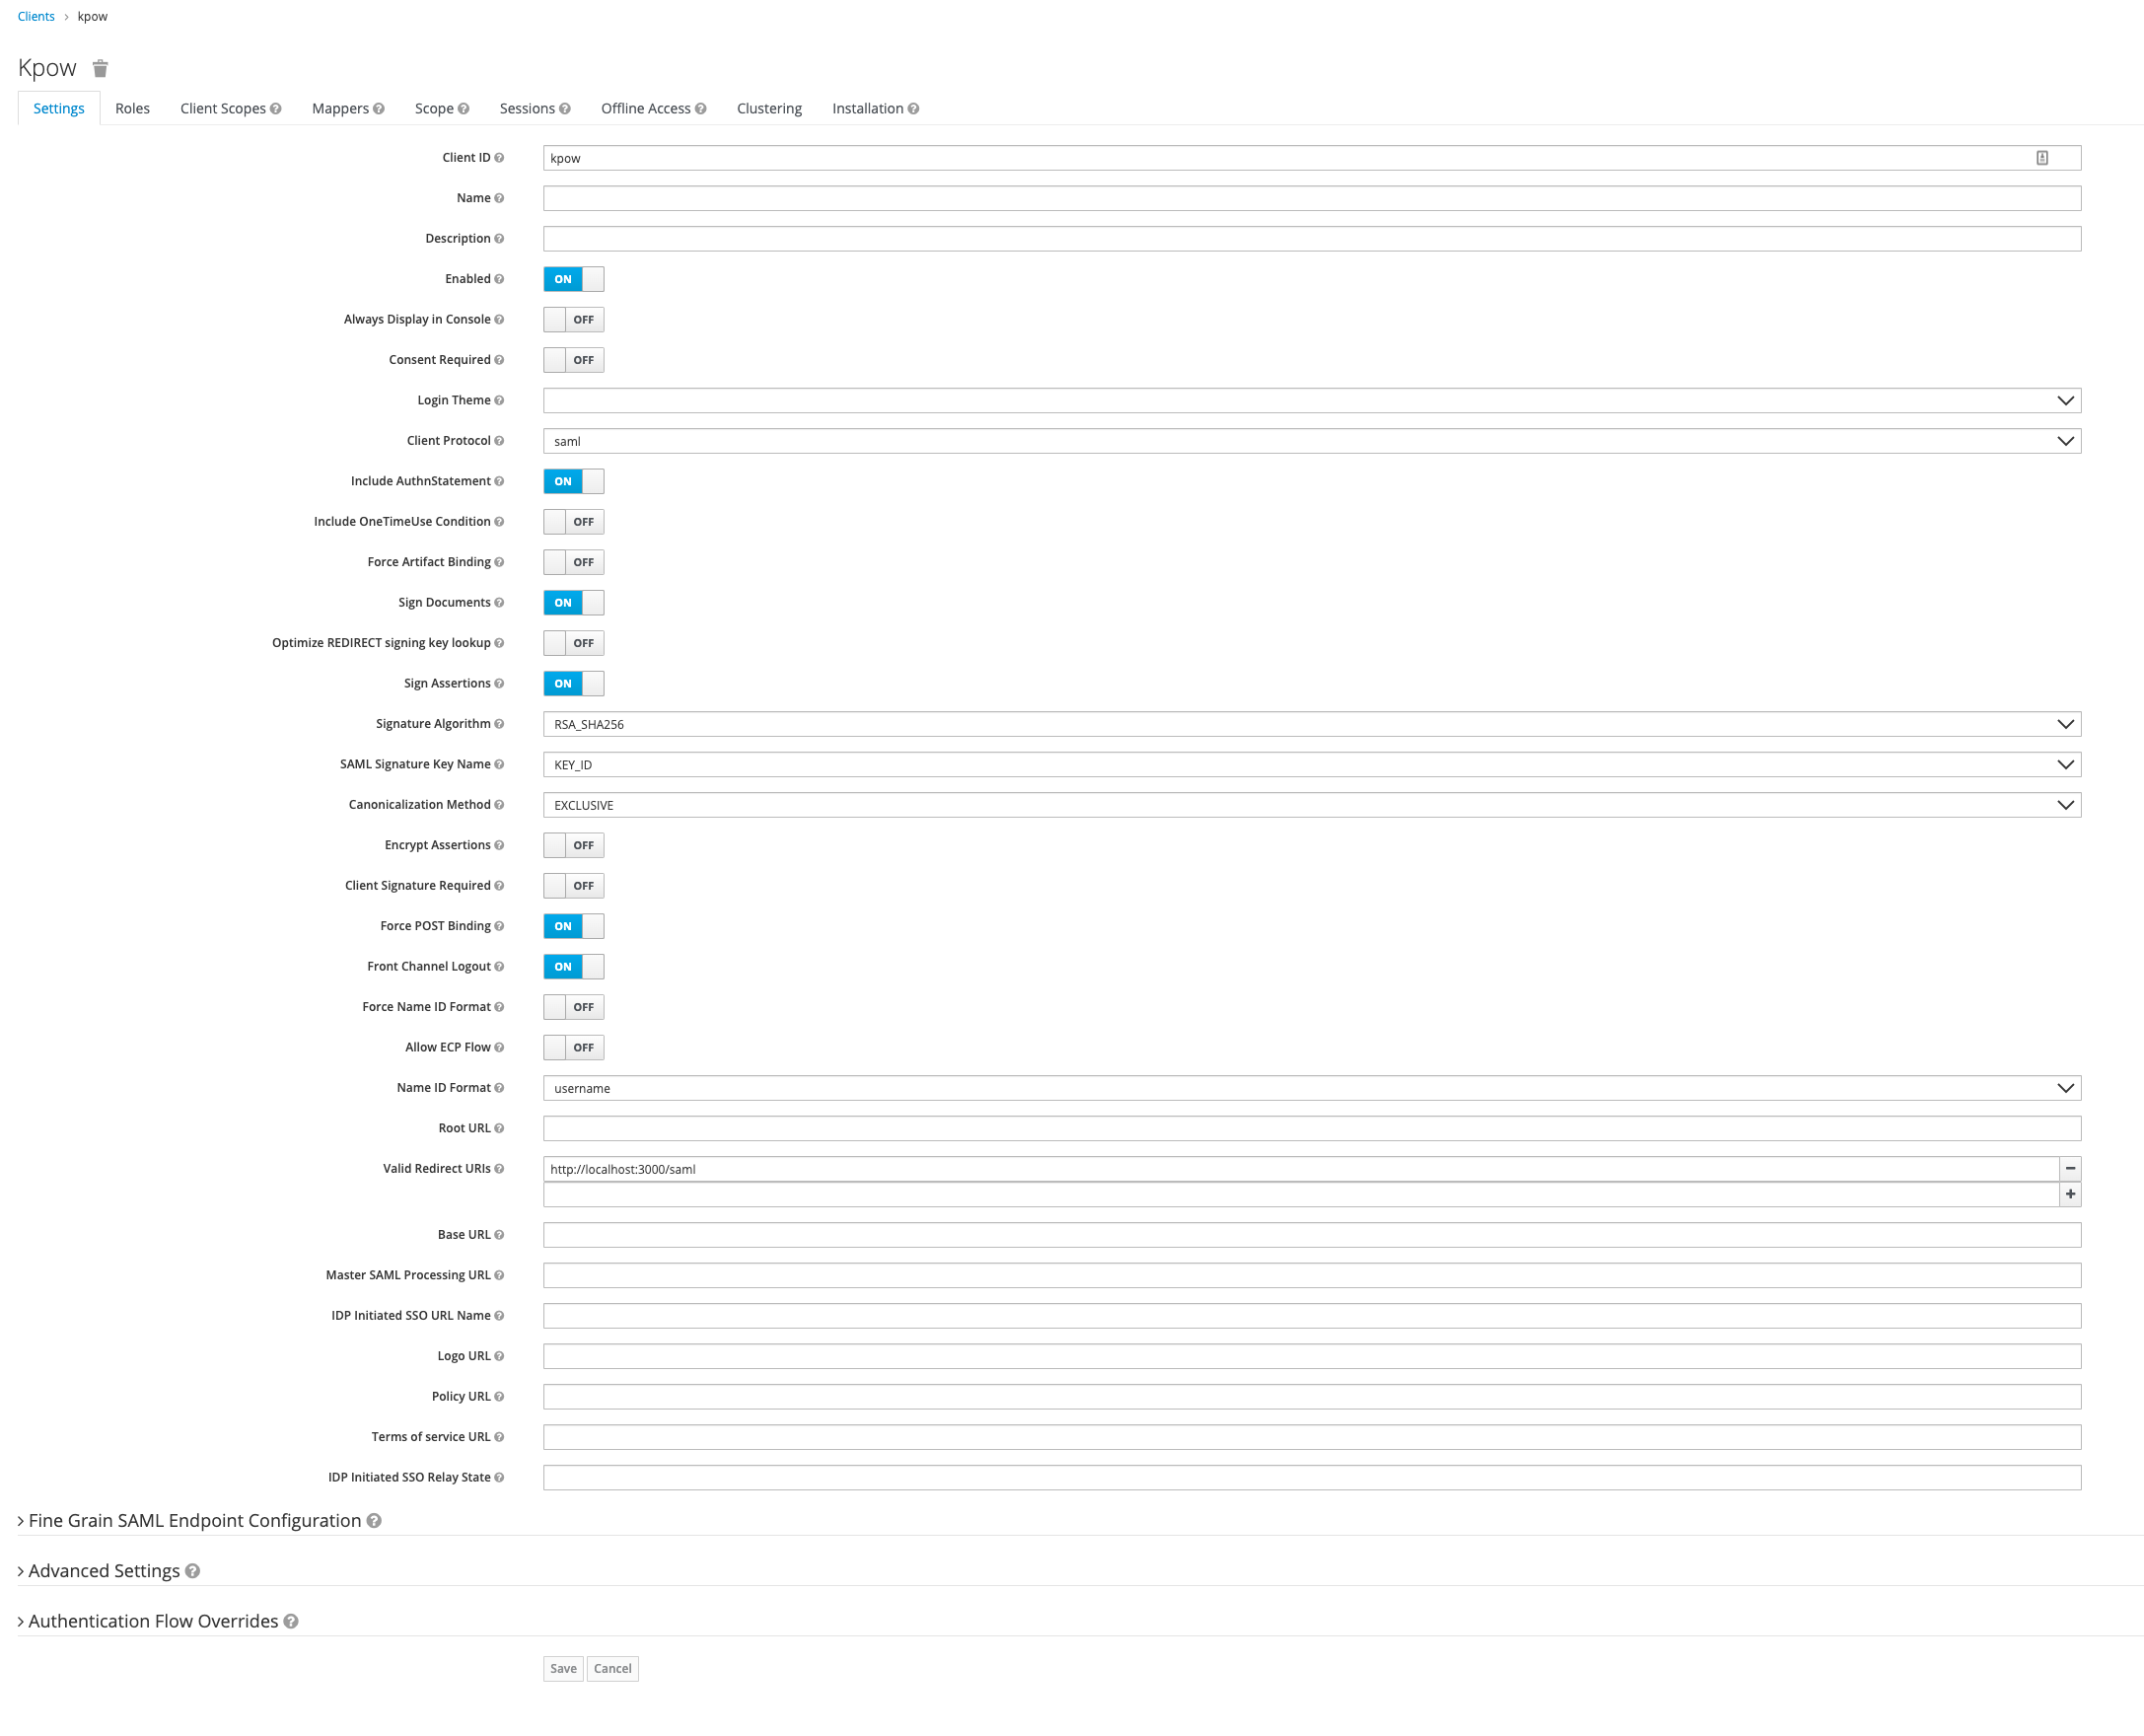 Clients › kpow
Kpow
Settings Roles Client Scopes Mappers Scope Sessions Offline Access Clustering Installation
Client ID kpow
Name
Description
Enabled ON
Always Display in Console OFF
Consent Required OFF
Login Theme
Client Protocol saml
Include AuthnStatement ON
Include OneTimeUse Condition OFF
Force Artifact Binding OFF
Sign Documents ON
Optimize REDIRECT signing key lookup OFF
Sign Assertions ON
Signature Algorithm RSA_SHA256
SAML Signature Key Name KEY_ID
Canonicalization Method EXCLUSIVE
Encrypt Assertions OFF
Client Signature Required OFF
Force POST Binding ON
Front Channel Logout ON
Force Name ID Format OFF
Allow ECP Flow OFF
Name ID Format username
Root URL
Valid Redirect URIs http://localhost:3000/saml
Base URL
Master SAML Processing URL
IDP Initiated SSO URL Name
Logo URL
Policy URL
Terms of service URL
IDP Initiated SSO Relay State
Fine Grain SAML Endpoint Configuration
Advanced Settings
Authentication Flow Overrides
Save Cancel